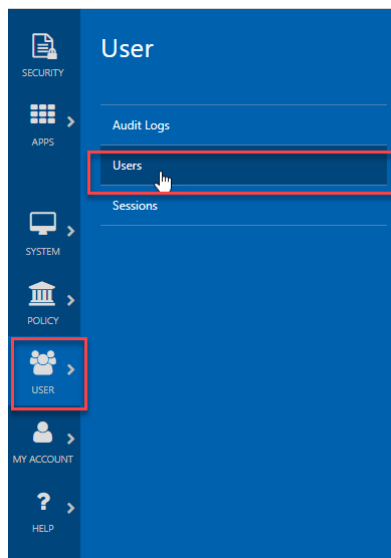 SECURITY
APPS
SYSTEM
POLICY
USER
MY ACCOUNT
?
HELP
User
Audit Logs
Users
Sessions